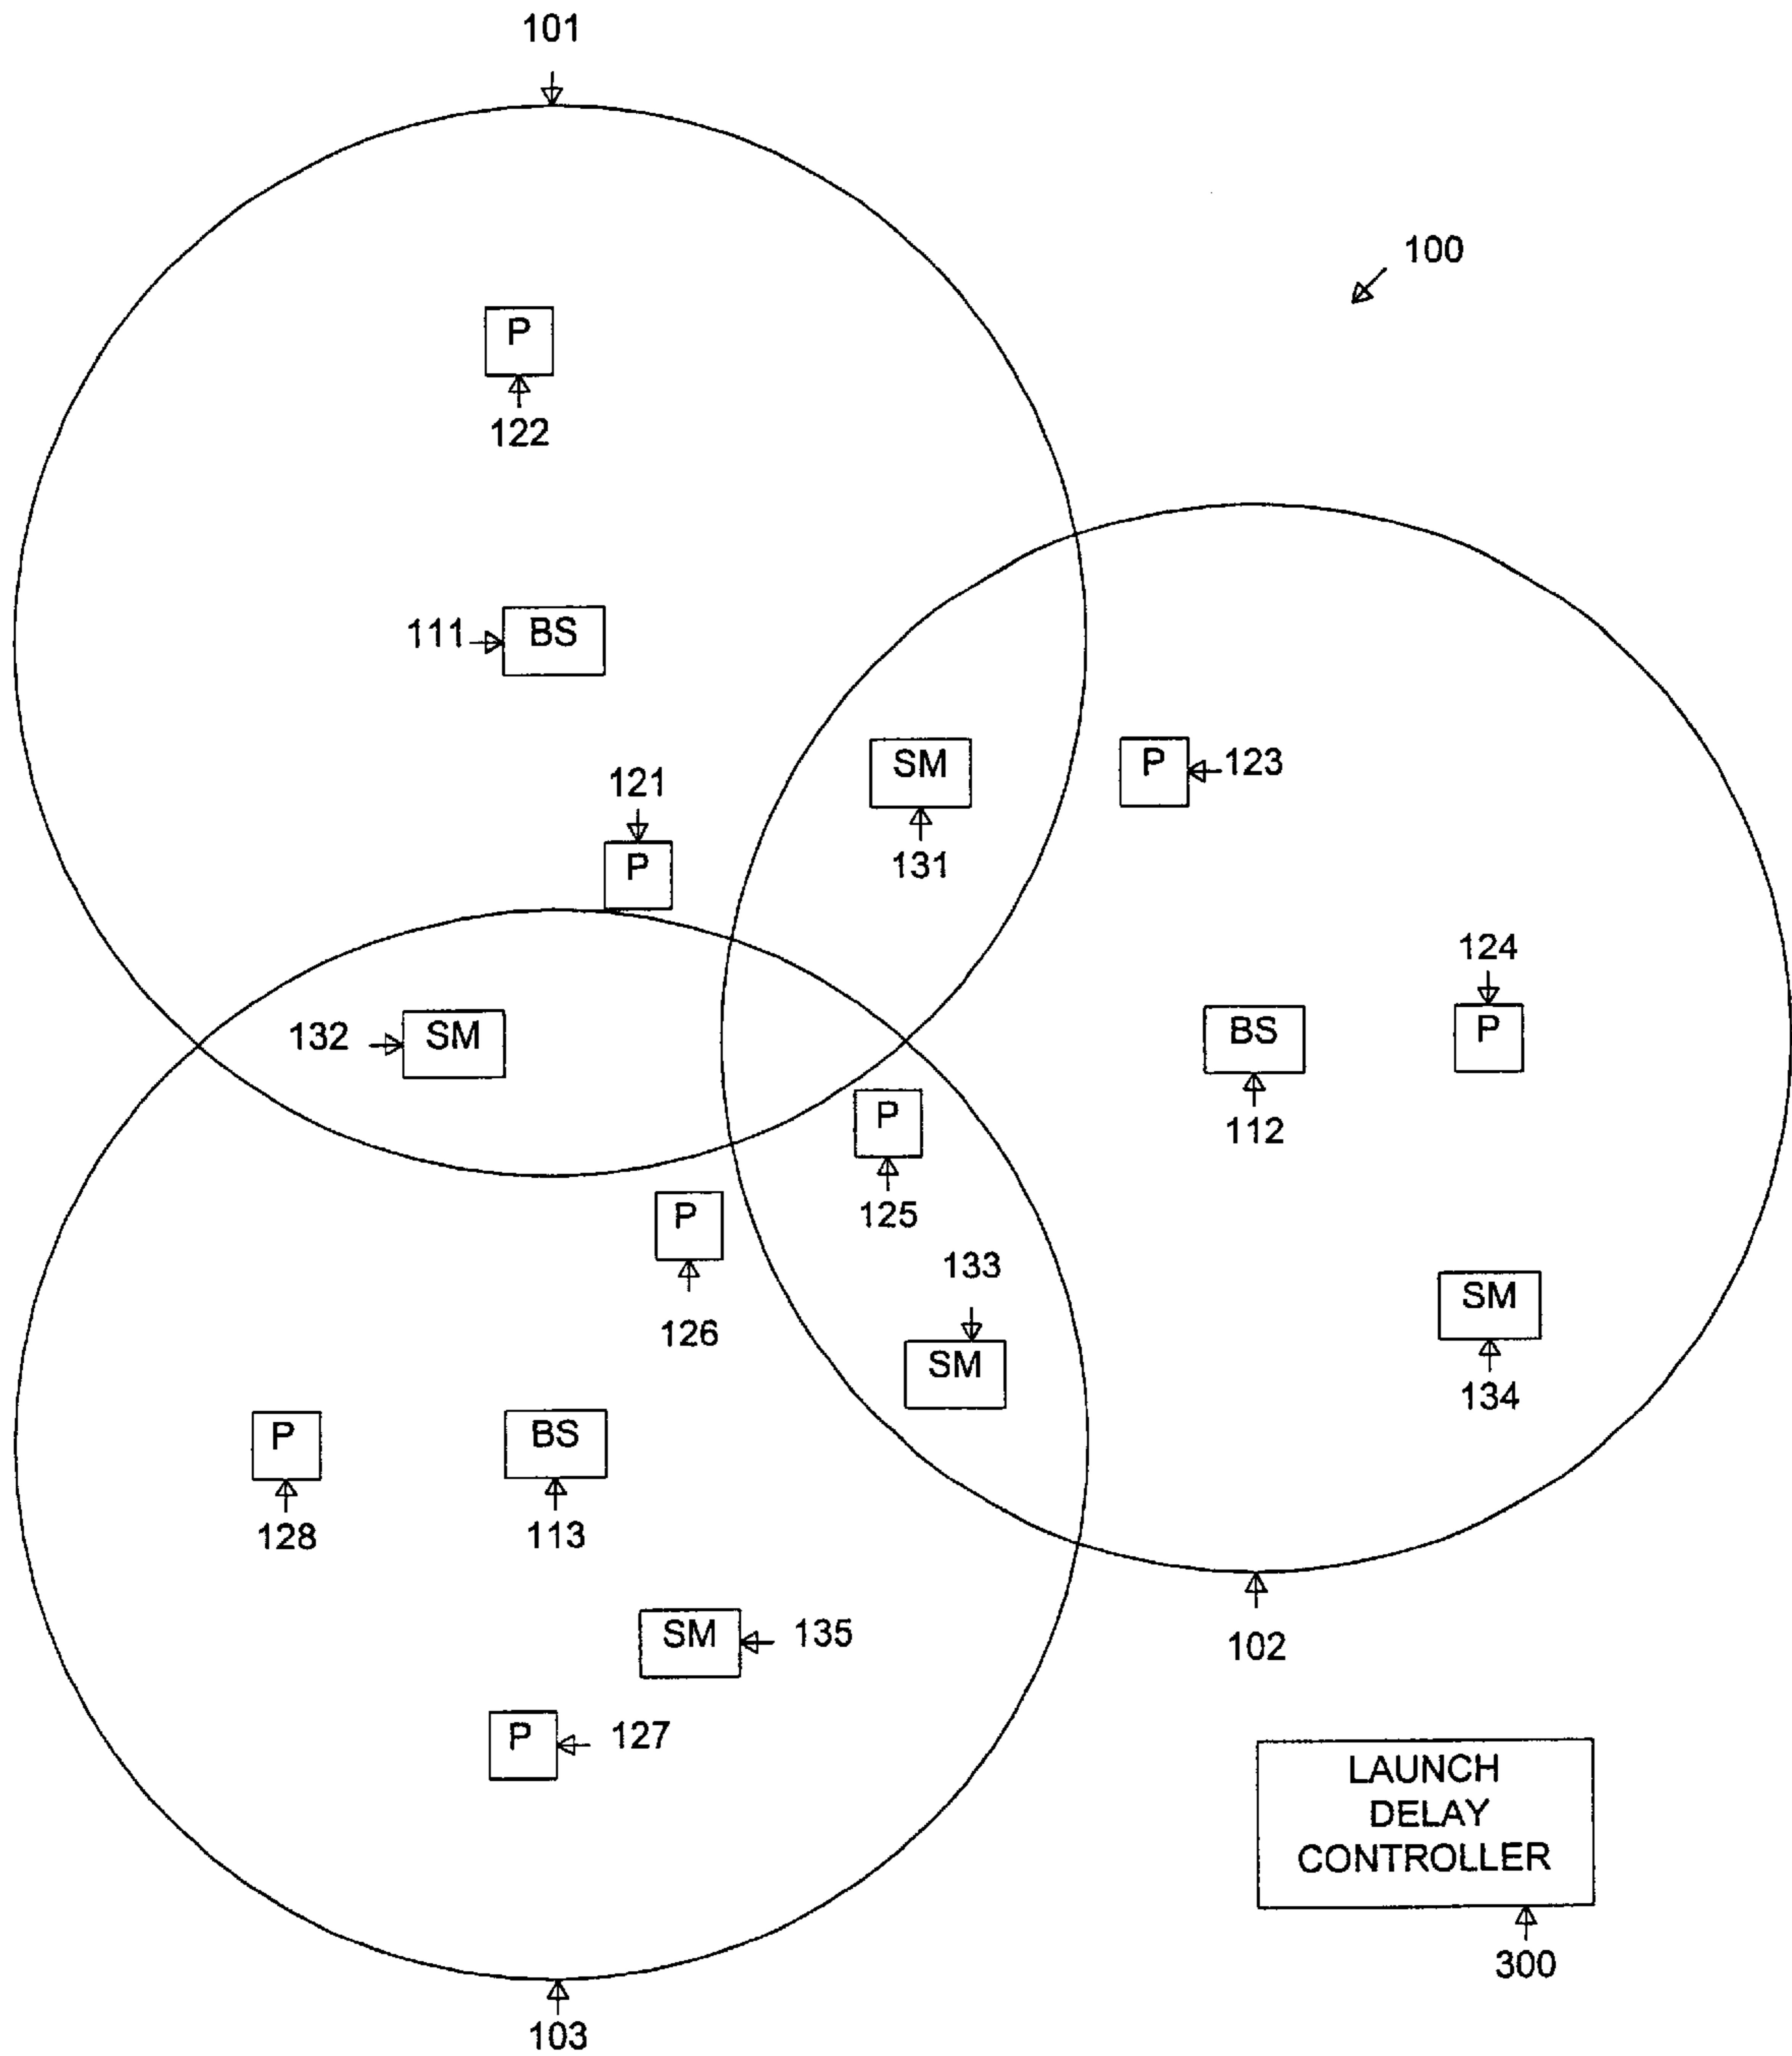 101
100
P
122
111
BS
SM
131
P
123
121
P
124
P
132
SM
BS
112
P
125
P
126
133
SM
SM
134
P
128
BS
113
SM
135
102
P
127
LAUNCH
DELAY
CONTROLLER
300
103